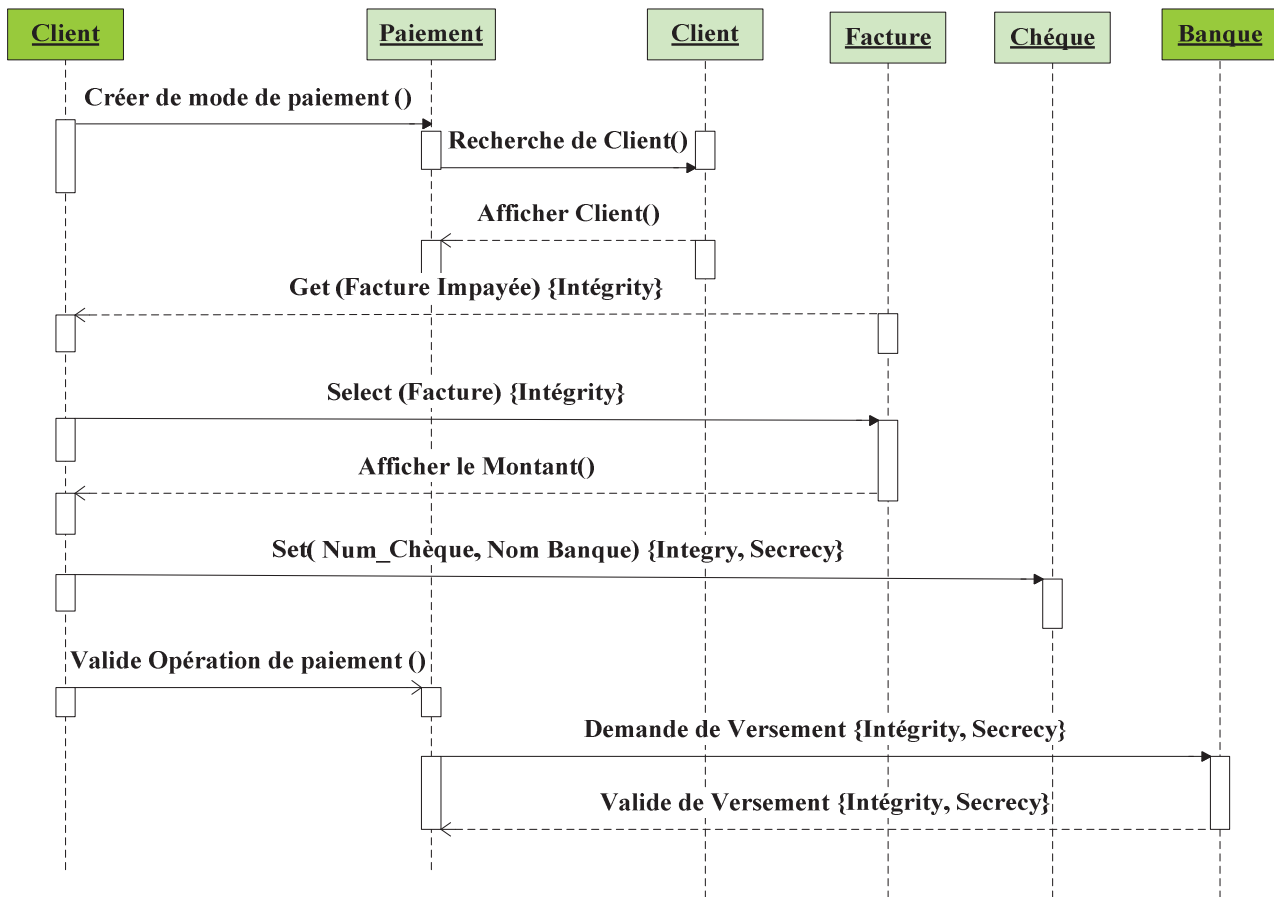 Client
Paiement
Client
Facture
Chéque
Banque
Créer de mode de paiement ()
Recherche de Client()
Afficher Client()
Get (Facture Impayée) {Intégrity}
Select (Facture) {Intégrity}
Afficher le Montant()
Set( Num_Chèque, Nom Banque) {Integry, Secrecy}
Valide Opération de paiement ()
Demande de Versement {Intégrity, Secrecy}
Valide de Versement {Intégrity, Secrecy}